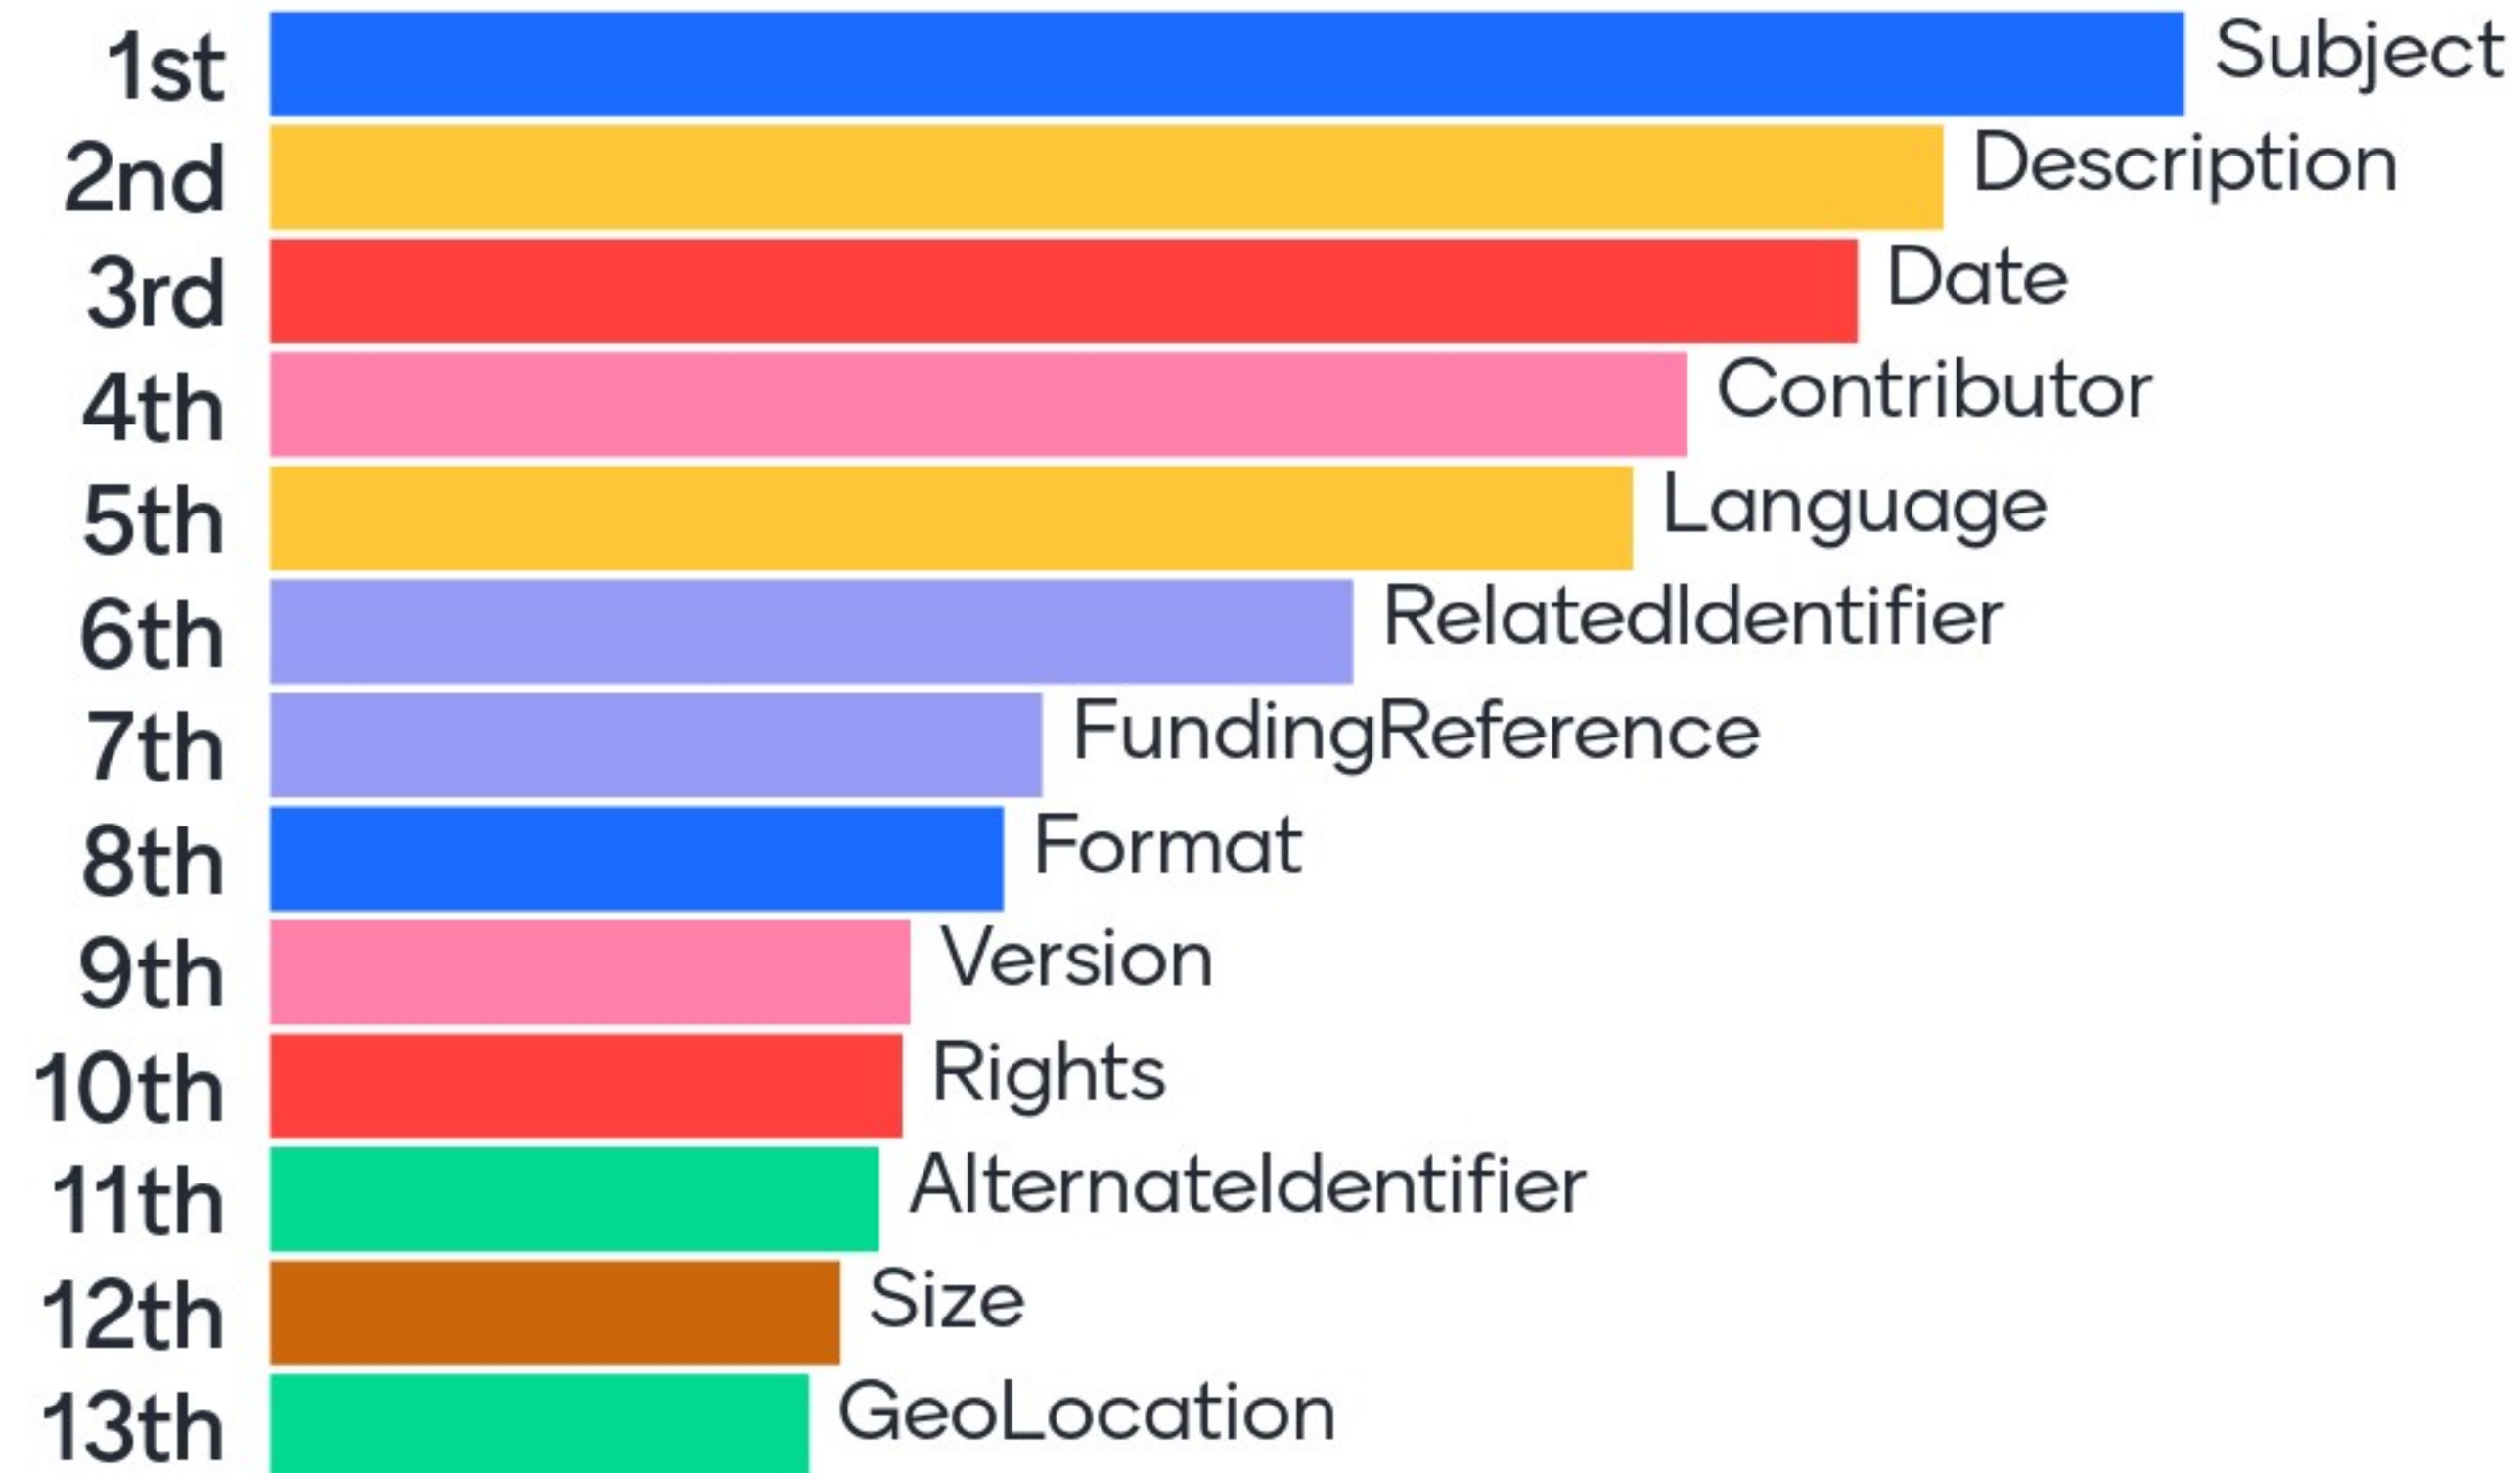 1st Subject
2nd Description
3rd Date
4th Contributor
5th Language
6th RelatedIdentifier
7th FundingReference
8th Format
9th Version
10th Rights
11th AlternateIdentifier
12th Size
13th GeoLocation